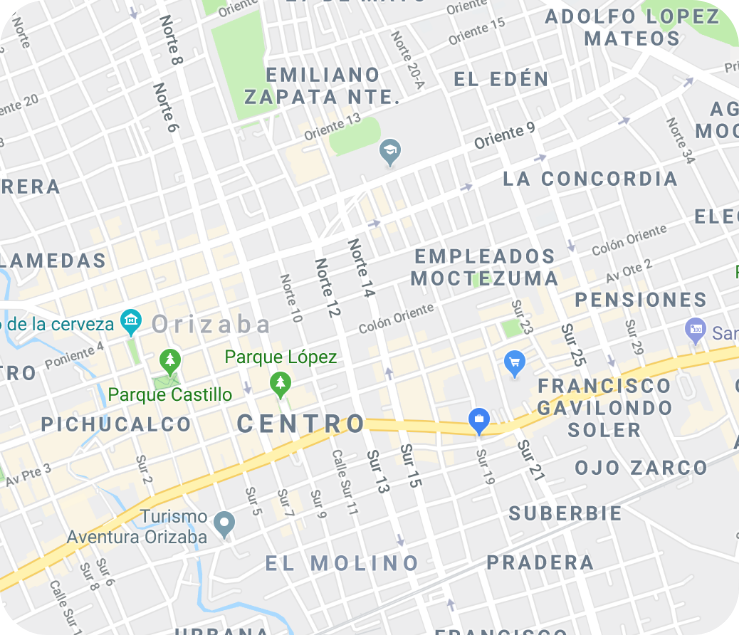 ADOLFO LOPEZ
MATEOS
Oriente
Oriente 15
Norte 8
Norte 20-A
EMILIANO
ZAPATA NTE.
EL EDÉN
ente 20
Norte 6
Oriente 13
Oriente 9
Norte 34
AG
MOC
RERA
LA CONCORDIA
ELEC
Colón Oriente
LAMEDAS
Norte 14
EMPLEADOS
MOCTEZUMA
Av Ote 2
Norte 10
Norte 12
PENSIONES
o de la cerveza
Orizaba
Colón Oriente
Sur 23
Sur 25
Sur 29
San
Poniente 4
Parque López
TRO
Parque Castillo
FRANCISCO
GAVILONDO
SOLER
PICHUCALCO
CENTRO
Av Pte 3
Sur 2
Sur 13
Sur 15
Sur 19
Sur 21
OJO ZARCO
Calle Sur 11
Sur 5
Sur 7
Sur 9
SUBERBIE
Turismo
Aventura Orizaba
EL MOLINO
PRADERA
Sur 6
Sur 8
Calle Sur 1
URBANA
FRANCISCO